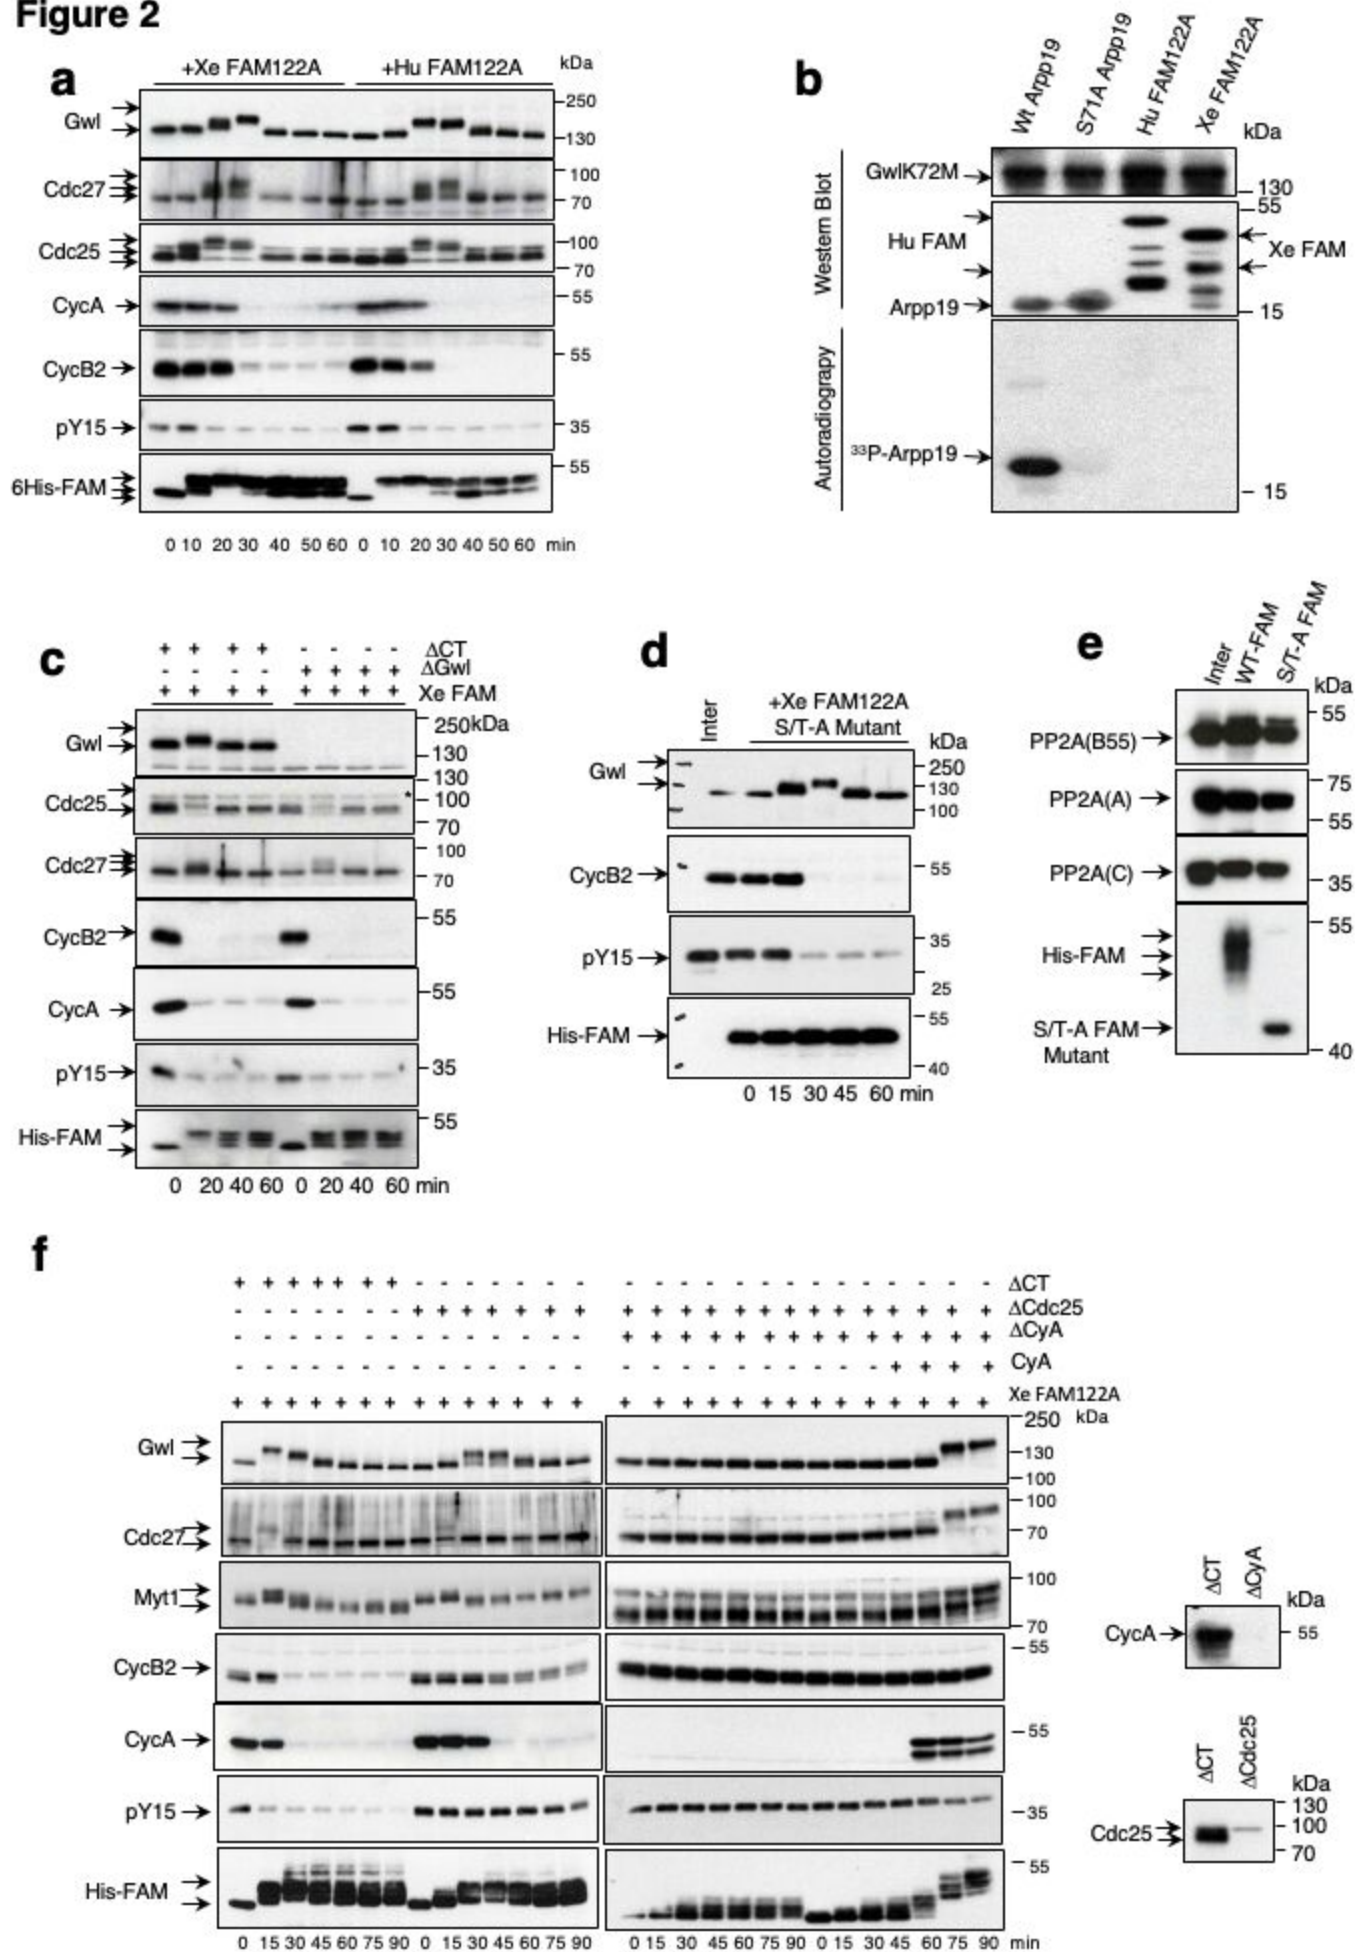 Figure 2
a
+Xe FAM122A +Hu FAM122A kDa
Gwl 250
130
Cdc27 100
70
Cdc25 100
70
CycA 55
CycB2 55
pY15 35
6His-FAM 55
0 10 20 30 40 50 60 0 10 20 30 40 50 60 min
b
Wt Arpp19
S71A Arpp19
Hu FAM122A
Xe FAM122A
kDa
Western Blot
GwlK72M 130
55
Hu FAM Xe FAM
Arpp19 15
Autoradiograpy
³³P-Arpp19
15
c
+ + + + - - - - ΔCT
- - - - + + + + ΔGwl
+ + + + + + + + Xe FAM
Gwl 250kDa
130
Cdc25 130
* 100
70
Cdc27 100
70
CycB2 55
CycA 55
pY15 35
His-FAM 55
0 20 40 60 0 20 40 60 min
d
Inter
+Xe FAM122A
S/T-A Mutant
kDa
Gwl 250
130
100
CycB2 55
pY15 35
25
His-FAM 55
40
0 15 30 45 60 min
e
Inter
WT-FAM
S/T-A FAM
kDa
PP2A(B55) 55
PP2A(A) 75
55
PP2A(C) 35
His-FAM 55
S/T-A FAM
Mutant
40
f
+ + + + + + + - - - - - - - - - - - - - - - - - - - - ΔCT
- - - - - - - + + + + + + + + + + + + + + + + + + + + ΔCdc25
- - - - - - - - - - - - - - + + + + + + + + + + + + + ΔCyA
- - - - - - - - - - - - - - - - - - - - - - - + + + + CyA
+ + + + + + + + + + + + + + + + + + + + + + + + + + + Xe FAM122A
Gwl 250 kDa
130
100
Cdc27 100
70
Myt1 100
70
CycB2 55
CycA 55
pY15 35
His-FAM 55
0 15 30 45 60 75 90 0 15 30 45 60 75 90 0 15 30 45 60 75 90 0 15 30 45 60 75 90 min
ΔCT
ΔCyA
kDa
CycA 55
ΔCT
ΔCdc25
kDa
130
Cdc25 100
70